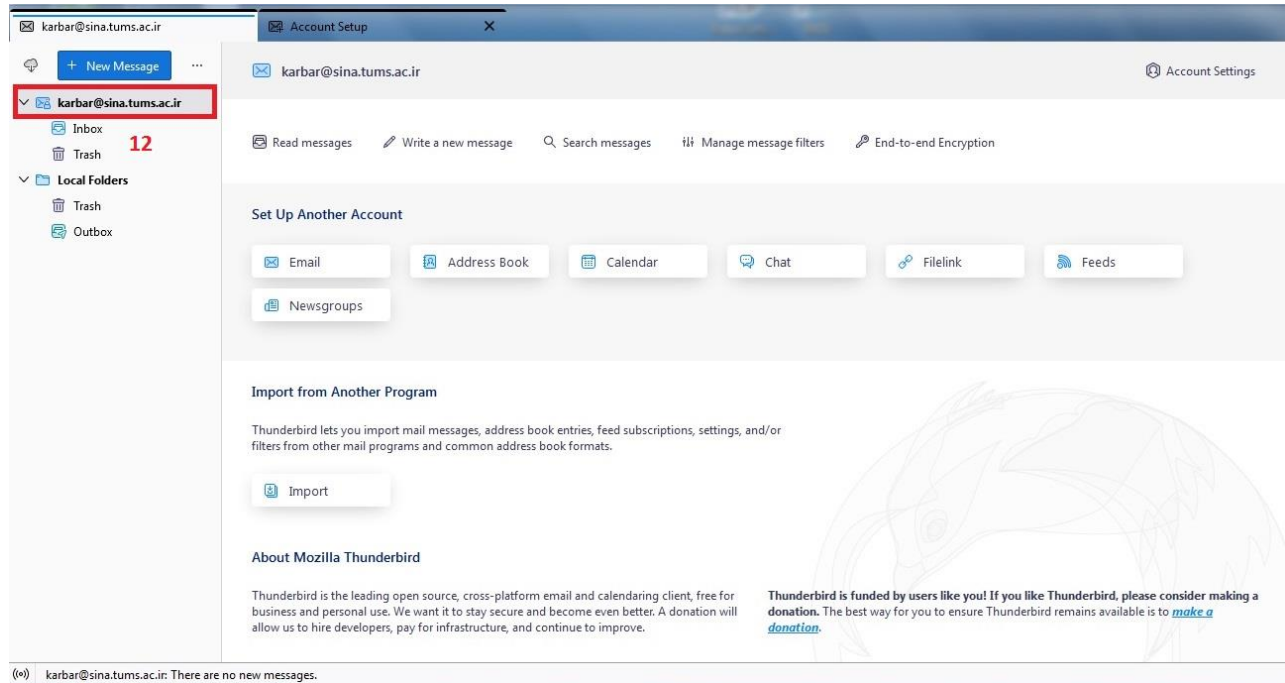 karbar@sina.tums.ac.ir
Account Setup
+ New Message
karbar@sina.tums.ac.ir
Inbox
Trash
12
Local Folders
Trash
Outbox
karbar@sina.tums.ac.ir
Account Settings
Read messages
Write a new message
Search messages
Manage message filters
End-to-end Encryption
Set Up Another Account
Email
Address Book
Calendar
Chat
Filelink
Feeds
Newsgroups
Import from Another Program
Thunderbird lets you import mail messages, address book entries, feed subscriptions, settings, and/or
filters from other mail programs and common address book formats.
Import
About Mozilla Thunderbird
Thunderbird is the leading open source, cross-platform email and calendaring client, free for
business and personal use. We want it to stay secure and become even better. A donation will
allow us to hire developers, pay for infrastructure, and continue to improve.
Thunderbird is funded by users like you! If you like Thunderbird, please consider making a
donation. The best way for you to ensure Thunderbird remains available is to make a
donation.
karbar@sina.tums.ac.ir: There are no new messages.